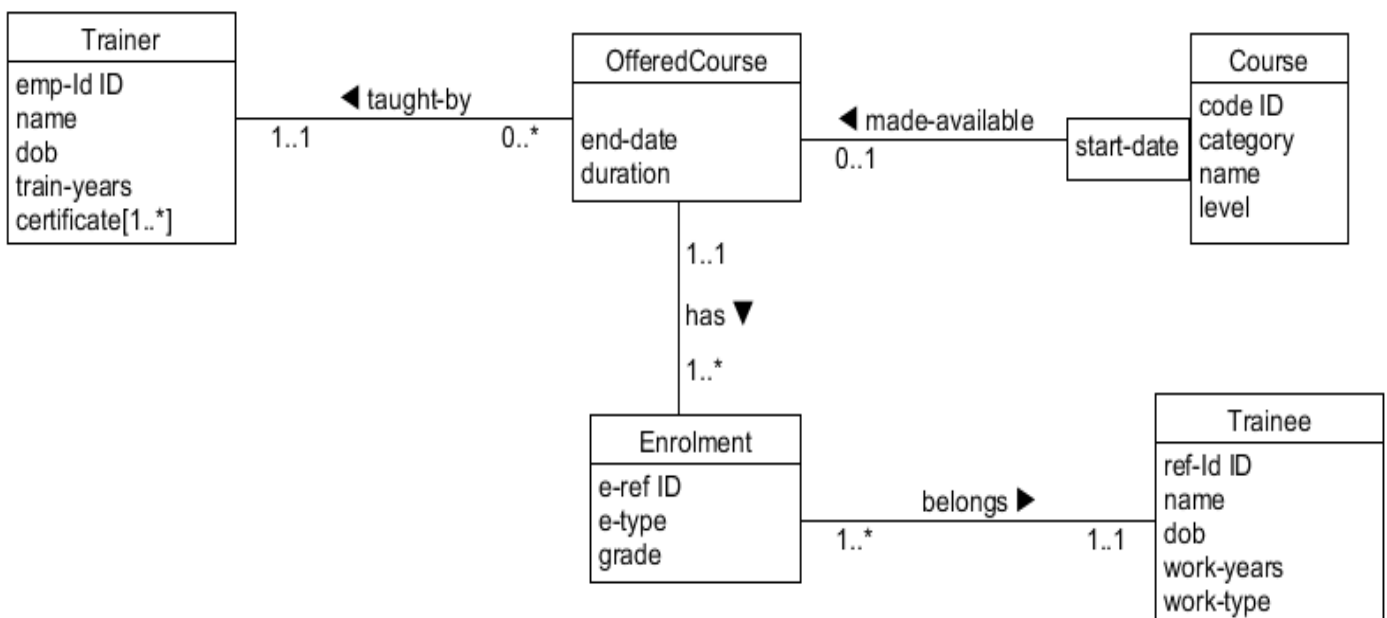 Trainer
emp-Id ID
name
dob
train-years
certificate[1..*]
taught-by
1..1
0..*
OfferedCourse
end-date
duration
made-available
0..1
start-date
Course
code ID
category
name
level
1..1
has
1..*
Enrolment
e-ref ID
e-type
grade
belongs
1..*
1..1
Trainee
ref-Id ID
name
dob
work-years
work-type